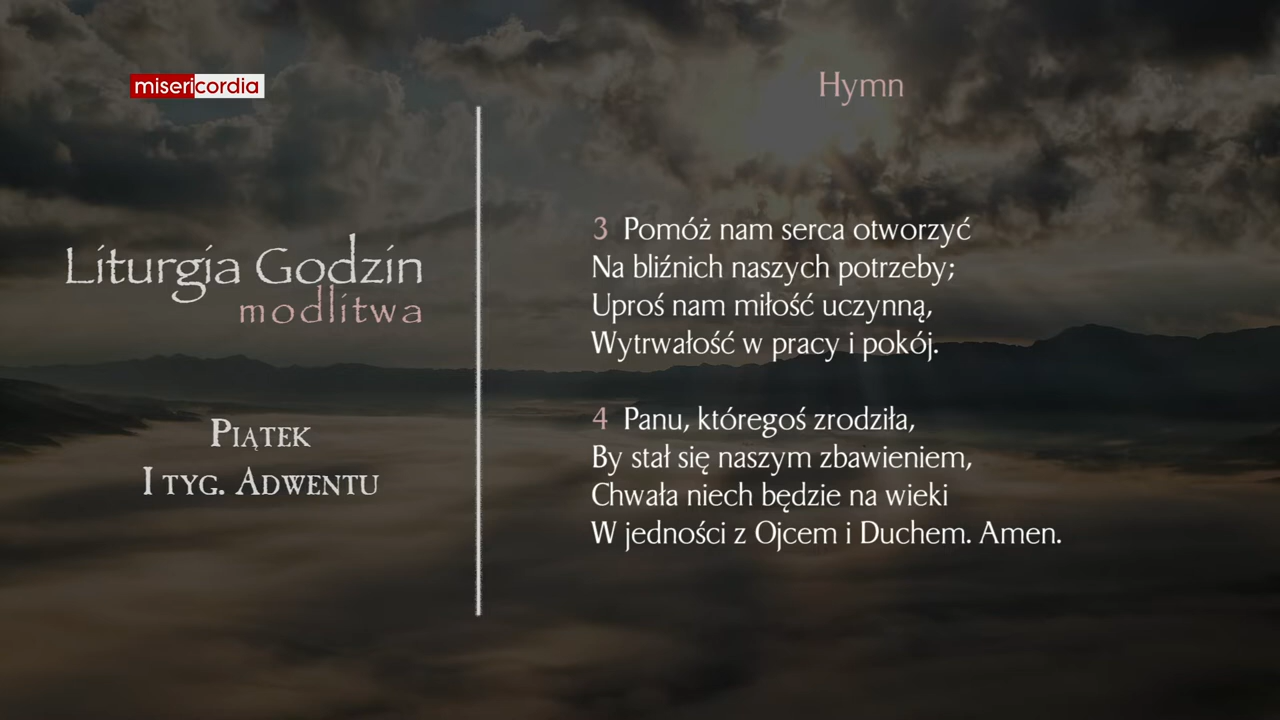 misericordia
Liturgia Godzin
modlitwa
Piątek
I tyg. Adwentu
Hymn
3 Pomóż nam serca otworzyć
Na bliźnich naszych potrzeby;
Uproś nam miłość uczynną,
Wytrwałość w pracy i pokój.
4 Panu, któregoś zrodziła,
By stał się naszym zbawieniem,
Chwała niech będzie na wieki
W jedności z Ojcem i Duchem. Amen.